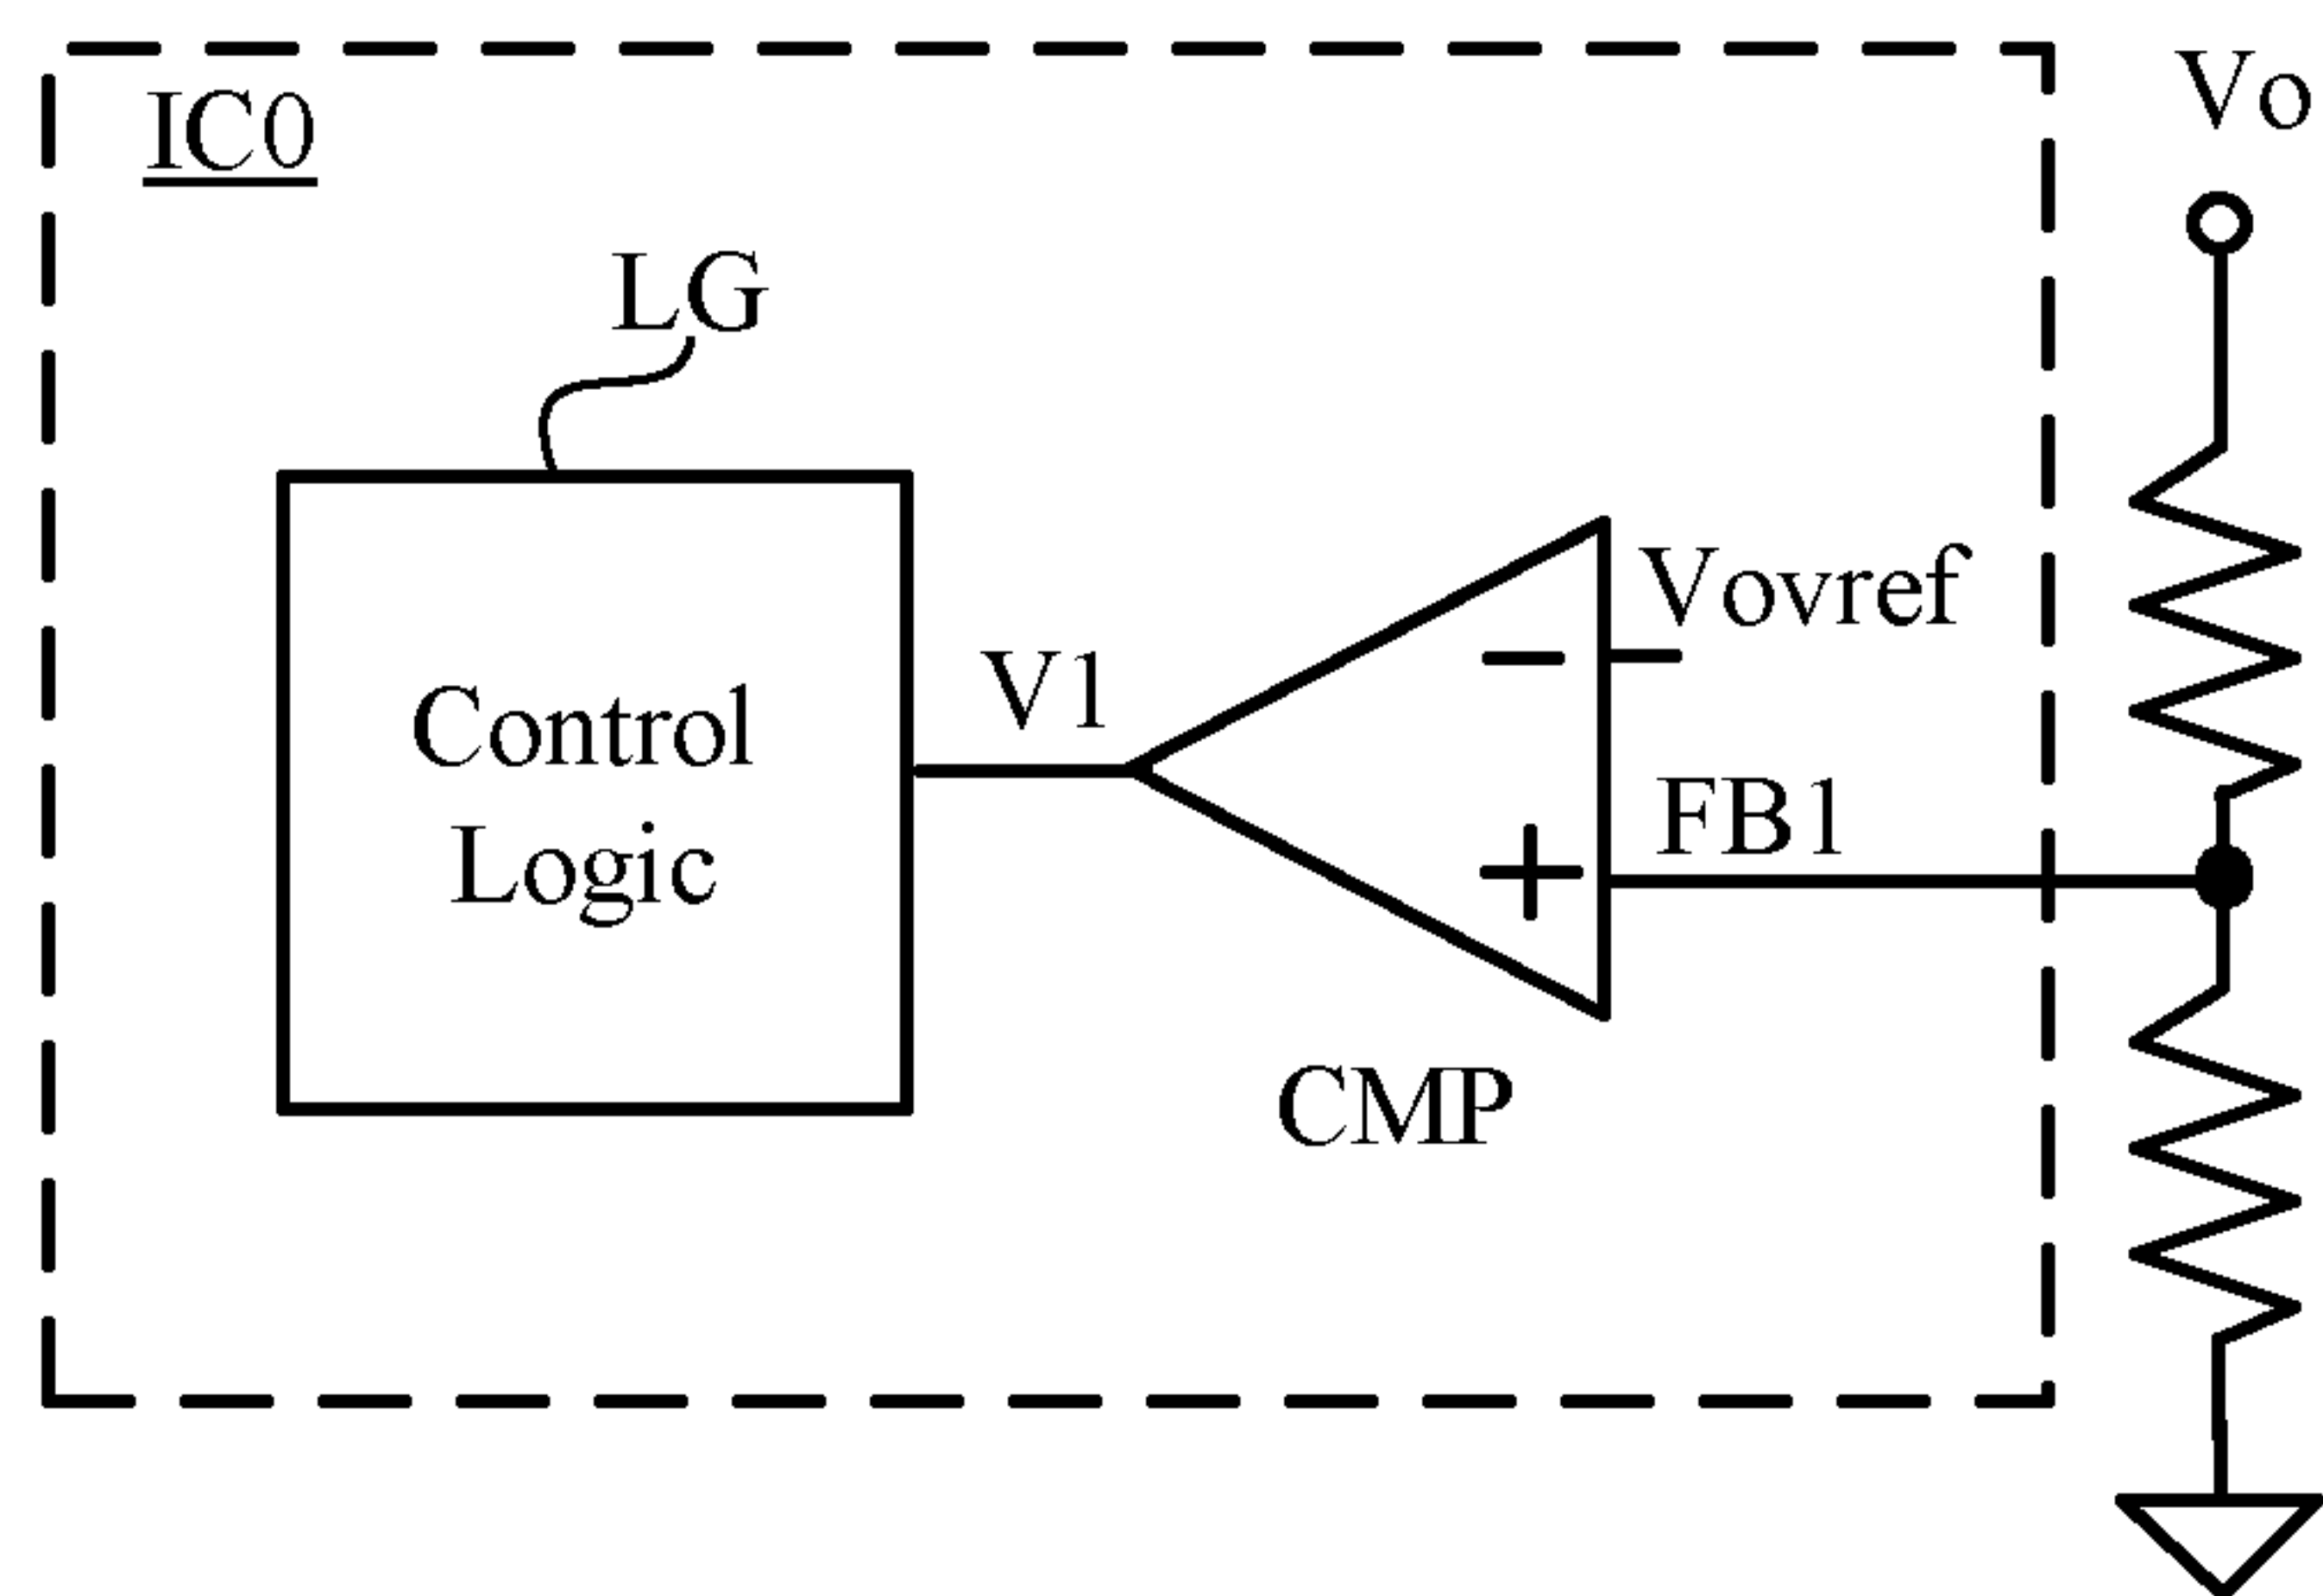 IC0
Vo
LG
Vovref
V1
Control
Logic
FB1
CMP